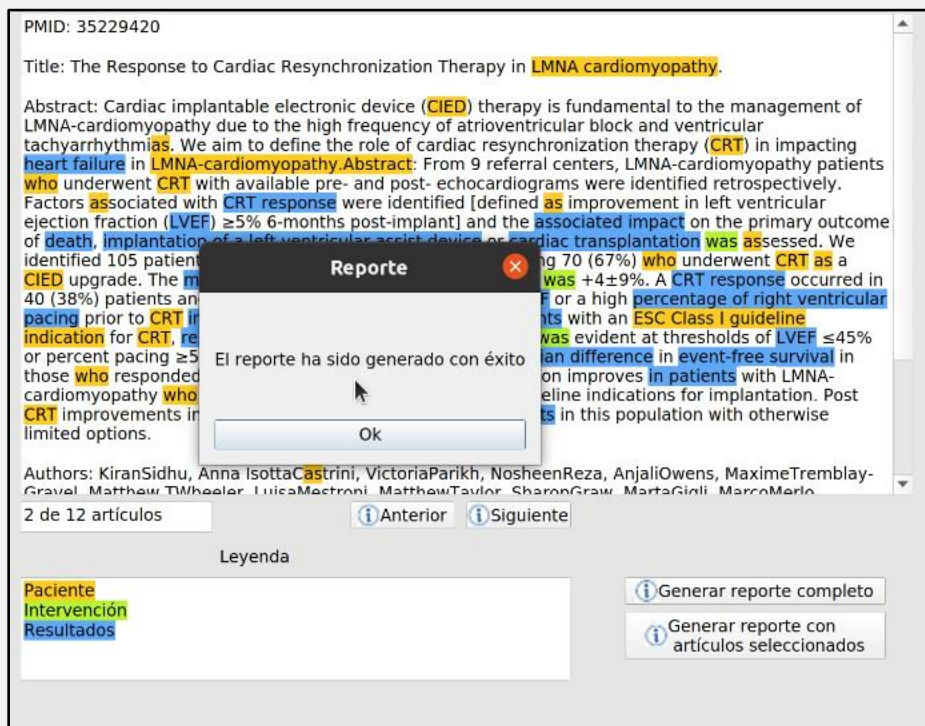 PMID: 35229420
Title: The Response to Cardiac Resynchronization Therapy in LMNA cardiomyopathy.
Abstract: Cardiac implantable electronic device (CIED) therapy is fundamental to the management of
LMNA-cardiomyopathy due to the high frequency of atrioventricular block and ventricular
tachyarrhythmias. We aim to define the role of cardiac resynchronization therapy (CRT) in impacting
heart failure in LMNA-cardiomyopathy.Abstract: From 9 referral centers, LMNA-cardiomyopathy patients
who underwent CRT with available pre- and post- echocardiograms were identified retrospectively.
Factors associated with CRT response were identified [defined as improvement in left ventricular
ejection fraction (LVEF) ≥5% 6-months post-implant] and the associated impact on the primary outcome
of death, implantation of a left ventricular assist device or cardiac transplantation was assessed. We
identified 105 patient ng 70 (67%) who underwent CRT as a
CIED upgrade. The m was +4±9%. A CRT response occurred in
40 (38%) patients an F or a high percentage of right ventricular
pacing prior to CRT i nts with an ESC Class I guideline
indication for CRT, re was evident at thresholds of LVEF ≤45%
or percent pacing ≥5 ian difference in event-free survival in
those who responded on improves in patients with LMNA-
cardiomyopathy who eline indications for implantation. Post
CRT improvements in ts in this population with otherwise
limited options.
Authors: KiranSidhu, Anna IsottaCastrini, VictoriaParikh, NosheenReza, AnjaliOwens, MaximeTremblay-
Gravel, Matthew TWheeler, LuisaMestroni, MatthewTaylor, SharonGraw, MartaGigli, MarcoMerlo,
Reporte
El reporte ha sido generado con éxito
Ok
2 de 12 artículos
Anterior
Siguiente
Leyenda
Paciente
Intervención
Resultados
Generar reporte completo
Generar reporte con
artículos seleccionados